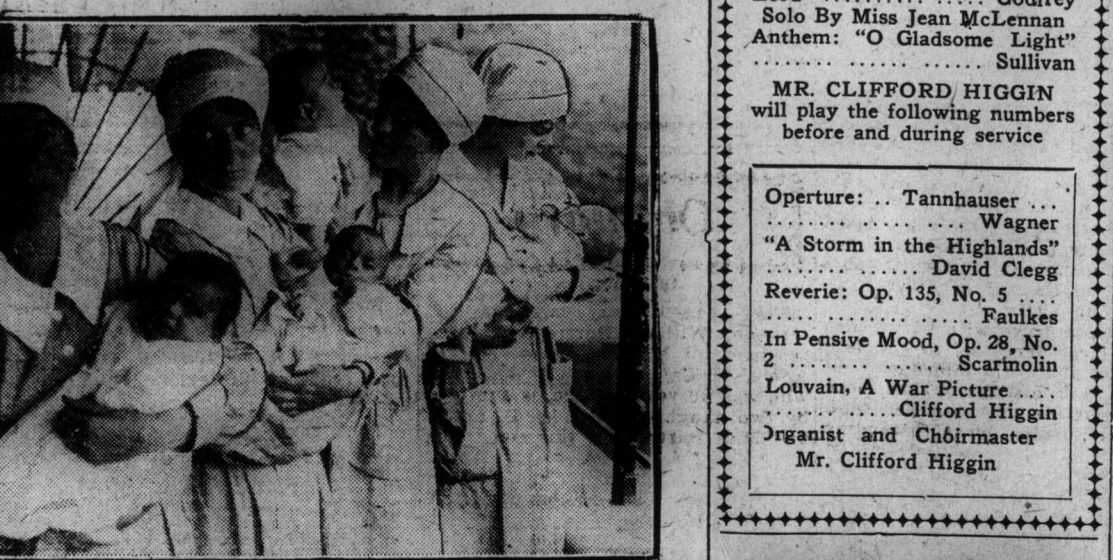 .................... Godfrey
Solo By Miss Jean McLennan
Anthem: "O Gladsome Light"
........ ....... ...... Sullivan
MR. CLIFFORD HIGGIN
will play the following numbers
before and during service
Operture: .. Tannhauser ...
........ ....... .... Wagner
"A Storm in the Highlands"
........ ...... David Clegg
Reverie: Op. 135, No. 5 ....
..... ........ ...... Faulkes
In Pensive Mood, Op. 28, No.
2 ........ ...... Scarmolin
Louvain, A War Picture ....
.............Clifford Higgin
Organist and Choirmaster
Mr. Clifford Higgin